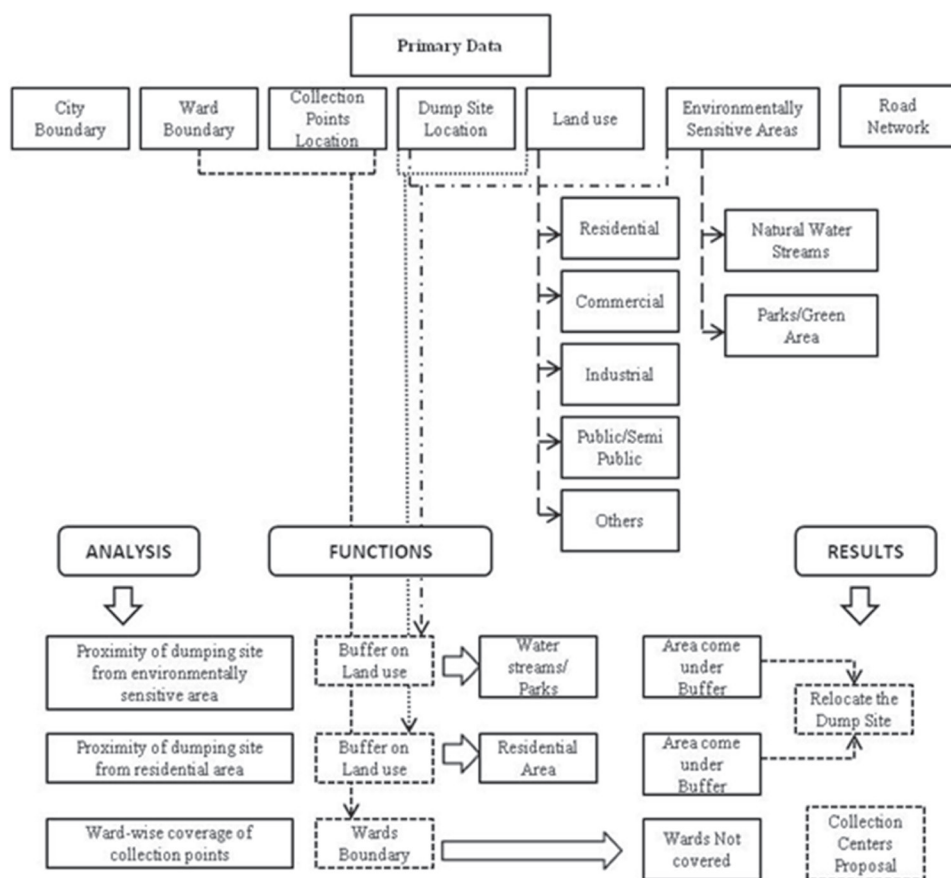 Primary Data
City
Boundary
Ward
Boundary
Collection
Points
Location
Dump Site
Location
Land use
Environmentally
Sensitive Areas
Road
Network
Residential
Commercial
Industrial
Public/Semi
Public
Others
Natural Water
Streams
Parks/Green
Area
ANALYSIS
FUNCTIONS
RESULTS
Proximity of dumping site
from environmentally
sensitive area
Buffer on
Land use
Water
streams/
Parks
Area come
under
Buffer
Relocate the
Dump Site
Proximity of dumping site
from residential area
Buffer on
Land use
Residential
Area
Area come
under
Buffer
Ward-wise coverage of
collection points
Wards
Boundary
Wards Not
covered
Collection
Centers
Proposal